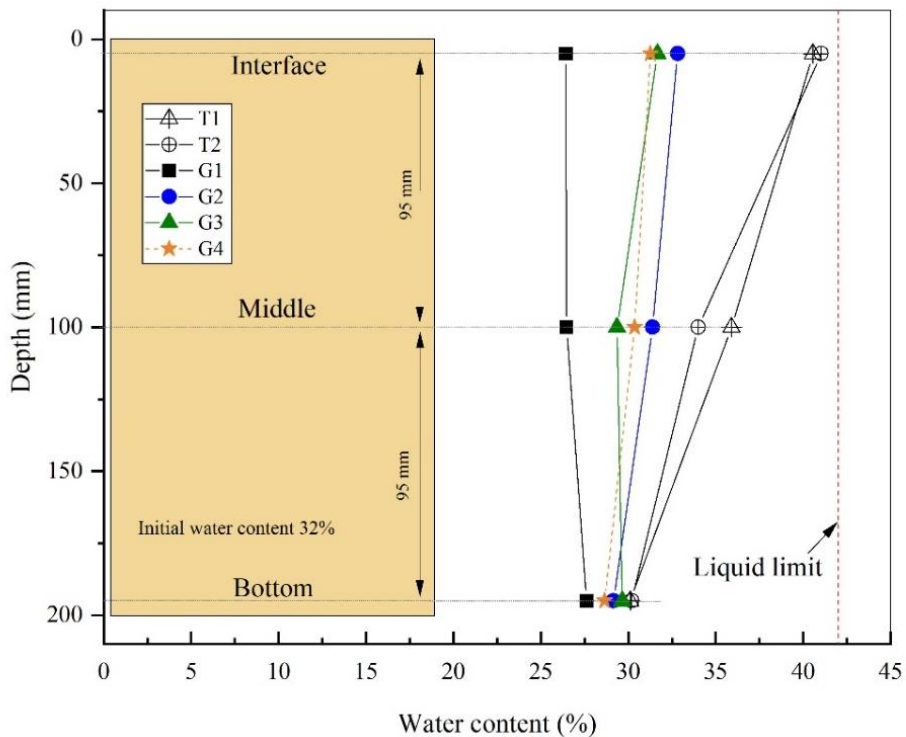 0
50
100
150
200
Depth (mm)
Interface
T1
T2
G1
G2
G3
G4
95 mm
Middle
95 mm
Initial water content 32%
Bottom
Liquid limit
0 5 10 15 20 25 30 35 40 45
Water content (%)